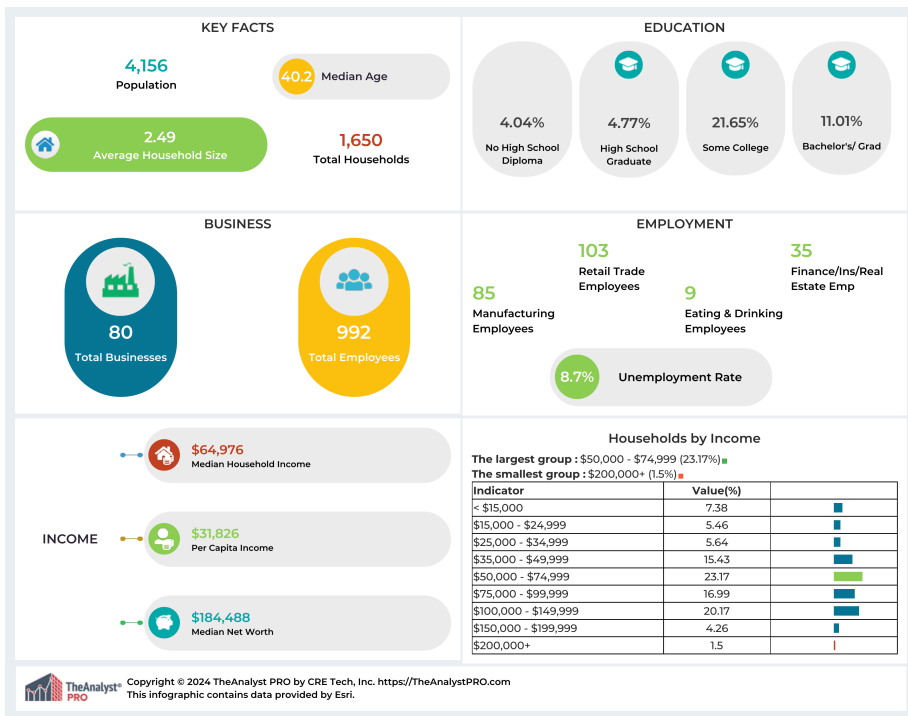 KEY FACTS
4,156
Population
40.2 Median Age
2.49
Average Household Size
1,650
Total Households
EDUCATION
4.04%
No High School
Diploma
4.77%
High School
Graduate
21.65%
Some College
11.01%
Bachelor's/ Grad
BUSINESS
80
Total Businesses
992
Total Employees
EMPLOYMENT
103
Retail Trade
Employees
35
Finance/Ins/Real
Estate Emp
85
Manufacturing
Employees
9
Eating & Drinking
Employees
8.7% Unemployment Rate
INCOME
$64,976
Median Household Income
$31,826
Per Capita Income
$184,488
Median Net Worth
Households by Income
The largest group : $50,000 - $74,999 (23.17%)
The smallest group : $200,000+ (1.5%)
Indicator Value(%)
< $15,000 7.38
$15,000 - $24,999 5.46
$25,000 - $34,999 5.64
$35,000 - $49,999 15.43
$50,000 - $74,999 23.17
$75,000 - $99,999 16.99
$100,000 - $149,999 20.17
$150,000 - $199,999 4.26
$200,000+ 1.5
TheAnalyst®
PRO
Copyright © 2024 TheAnalyst PRO by CRE Tech, Inc. https://TheAnalystPRO.com
This infographic contains data provided by Esri.